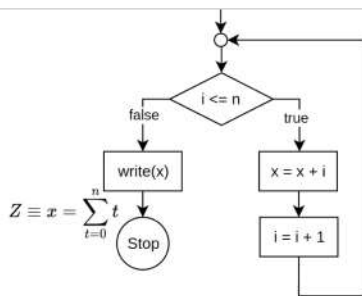 i <= n
false
true
write(x)
x = x + i
Z ≡ x = ∑_{t=0}^{n} t
Stop
i = i + 1